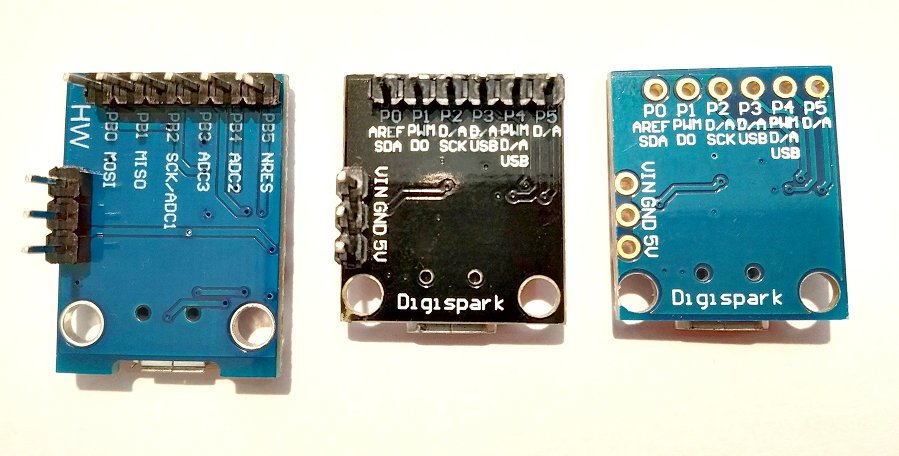 HW
PB0 MOSI
PB1 MISO
PB2 SCK/ADC1
PB3 ADC3
PB4 ADC2
PB5 NRES
P0 P1 P2 P3 P4 P5
AREF PWM D/A D/A PWM D/A
SDA DO SCK USB D/A
USB
VIN GND 5V
Digispark
P0 P1 P2 P3 P4 P5
AREF PWM D/A D/A PWM D/A
SDA DO SCK USB D/A
USB
VIN GND 5V
Digispark